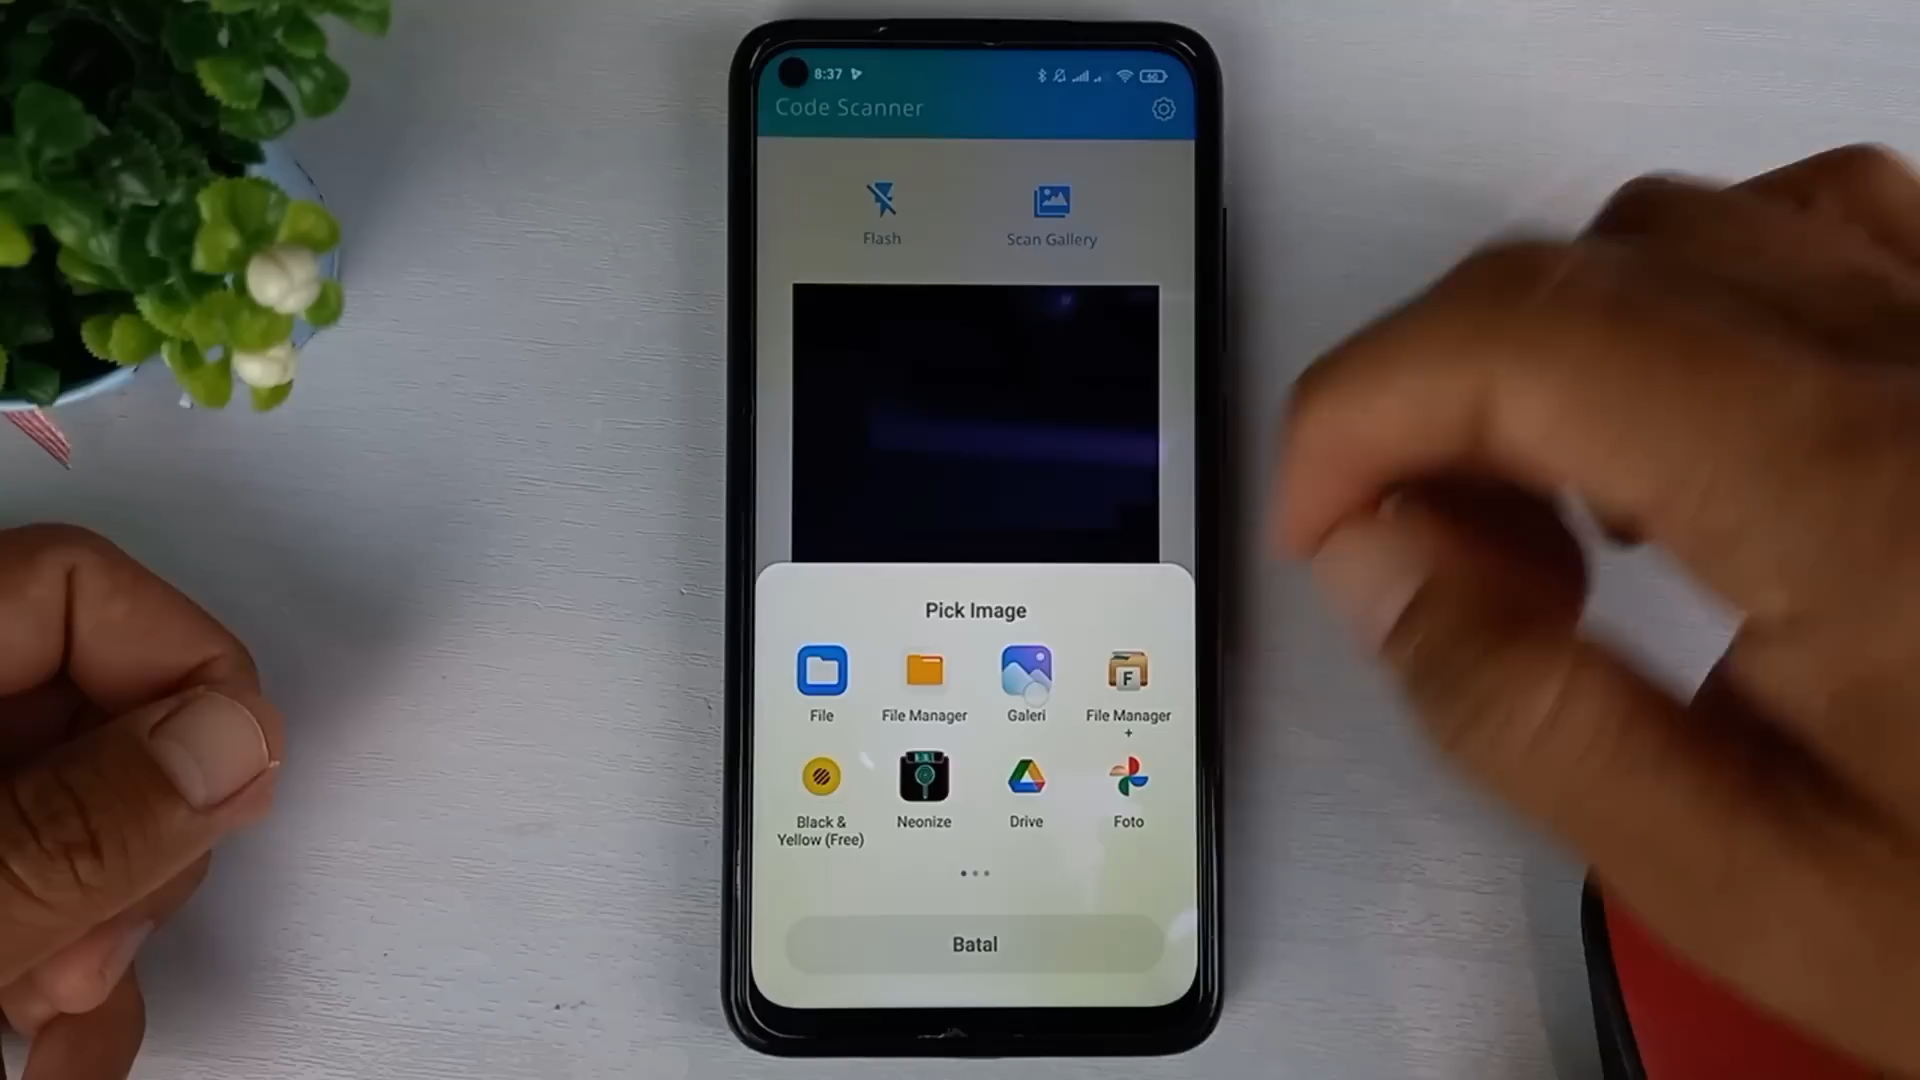 8:37
60
Code Scanner
Flash
Scan Gallery
Pick Image
File
File Manager
Galeri
File Manager
+
F
Black &
Yellow (Free)
Neonize
Drive
Foto
Batal